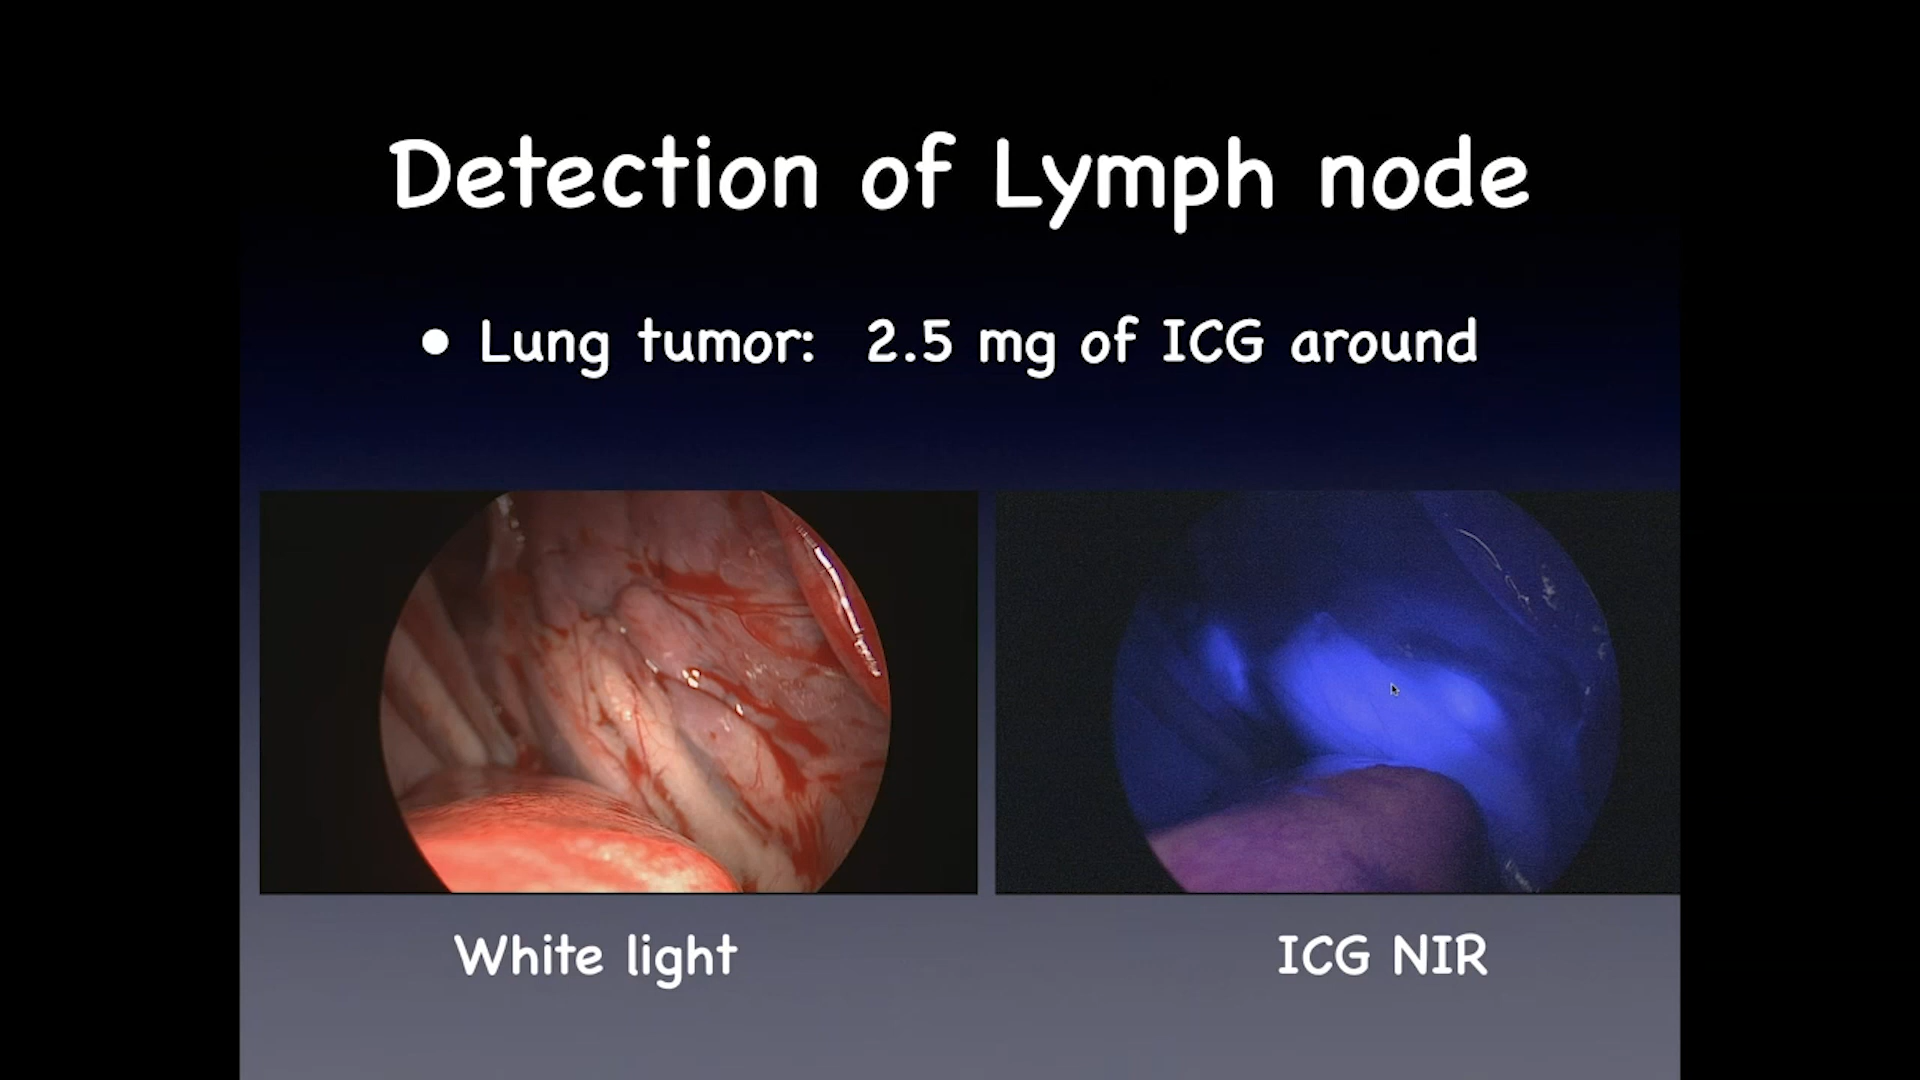 Detection of Lymph node
• Lung tumor: 2.5 mg of ICG around
White light
ICG NIR